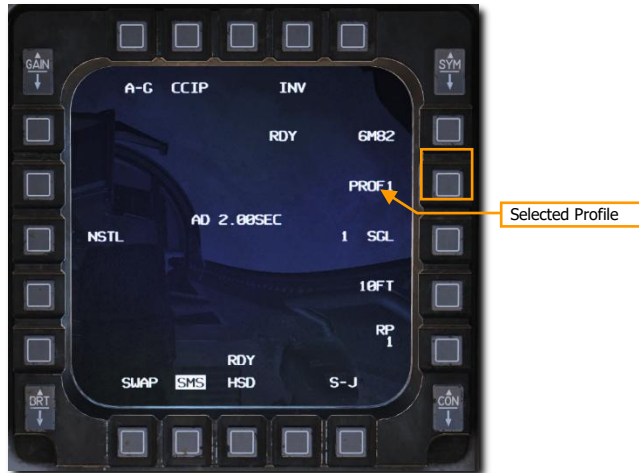 GAIN
SYM
A-G CCIP INV
RDY 6M82
PROF1
Selected Profile
AD 2.00SEC
NSTL 1 SGL
10FT
RP
1
RDY
SWAP SMS HSD S-J
BRT
CON